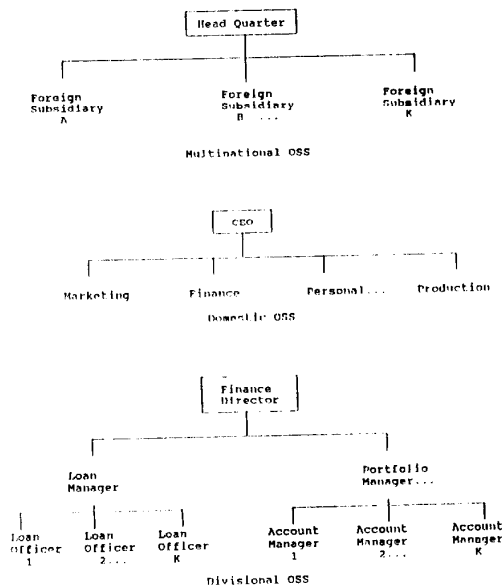 Head Quarter
Foreign Foreign Foreign
Subsidiary Subsidiary Subsidiary
A B ... K
Multinational OSS
CEO
Marketing Finance Personal... Production
Domestic OSS
Finance
Director
Loan Portfolio
Manager Manager...
Loan Loan Loan Account Account Account
Officer Officer Officer Manager Manager Manager
1 2... K 1 2... K
Divisional OSS